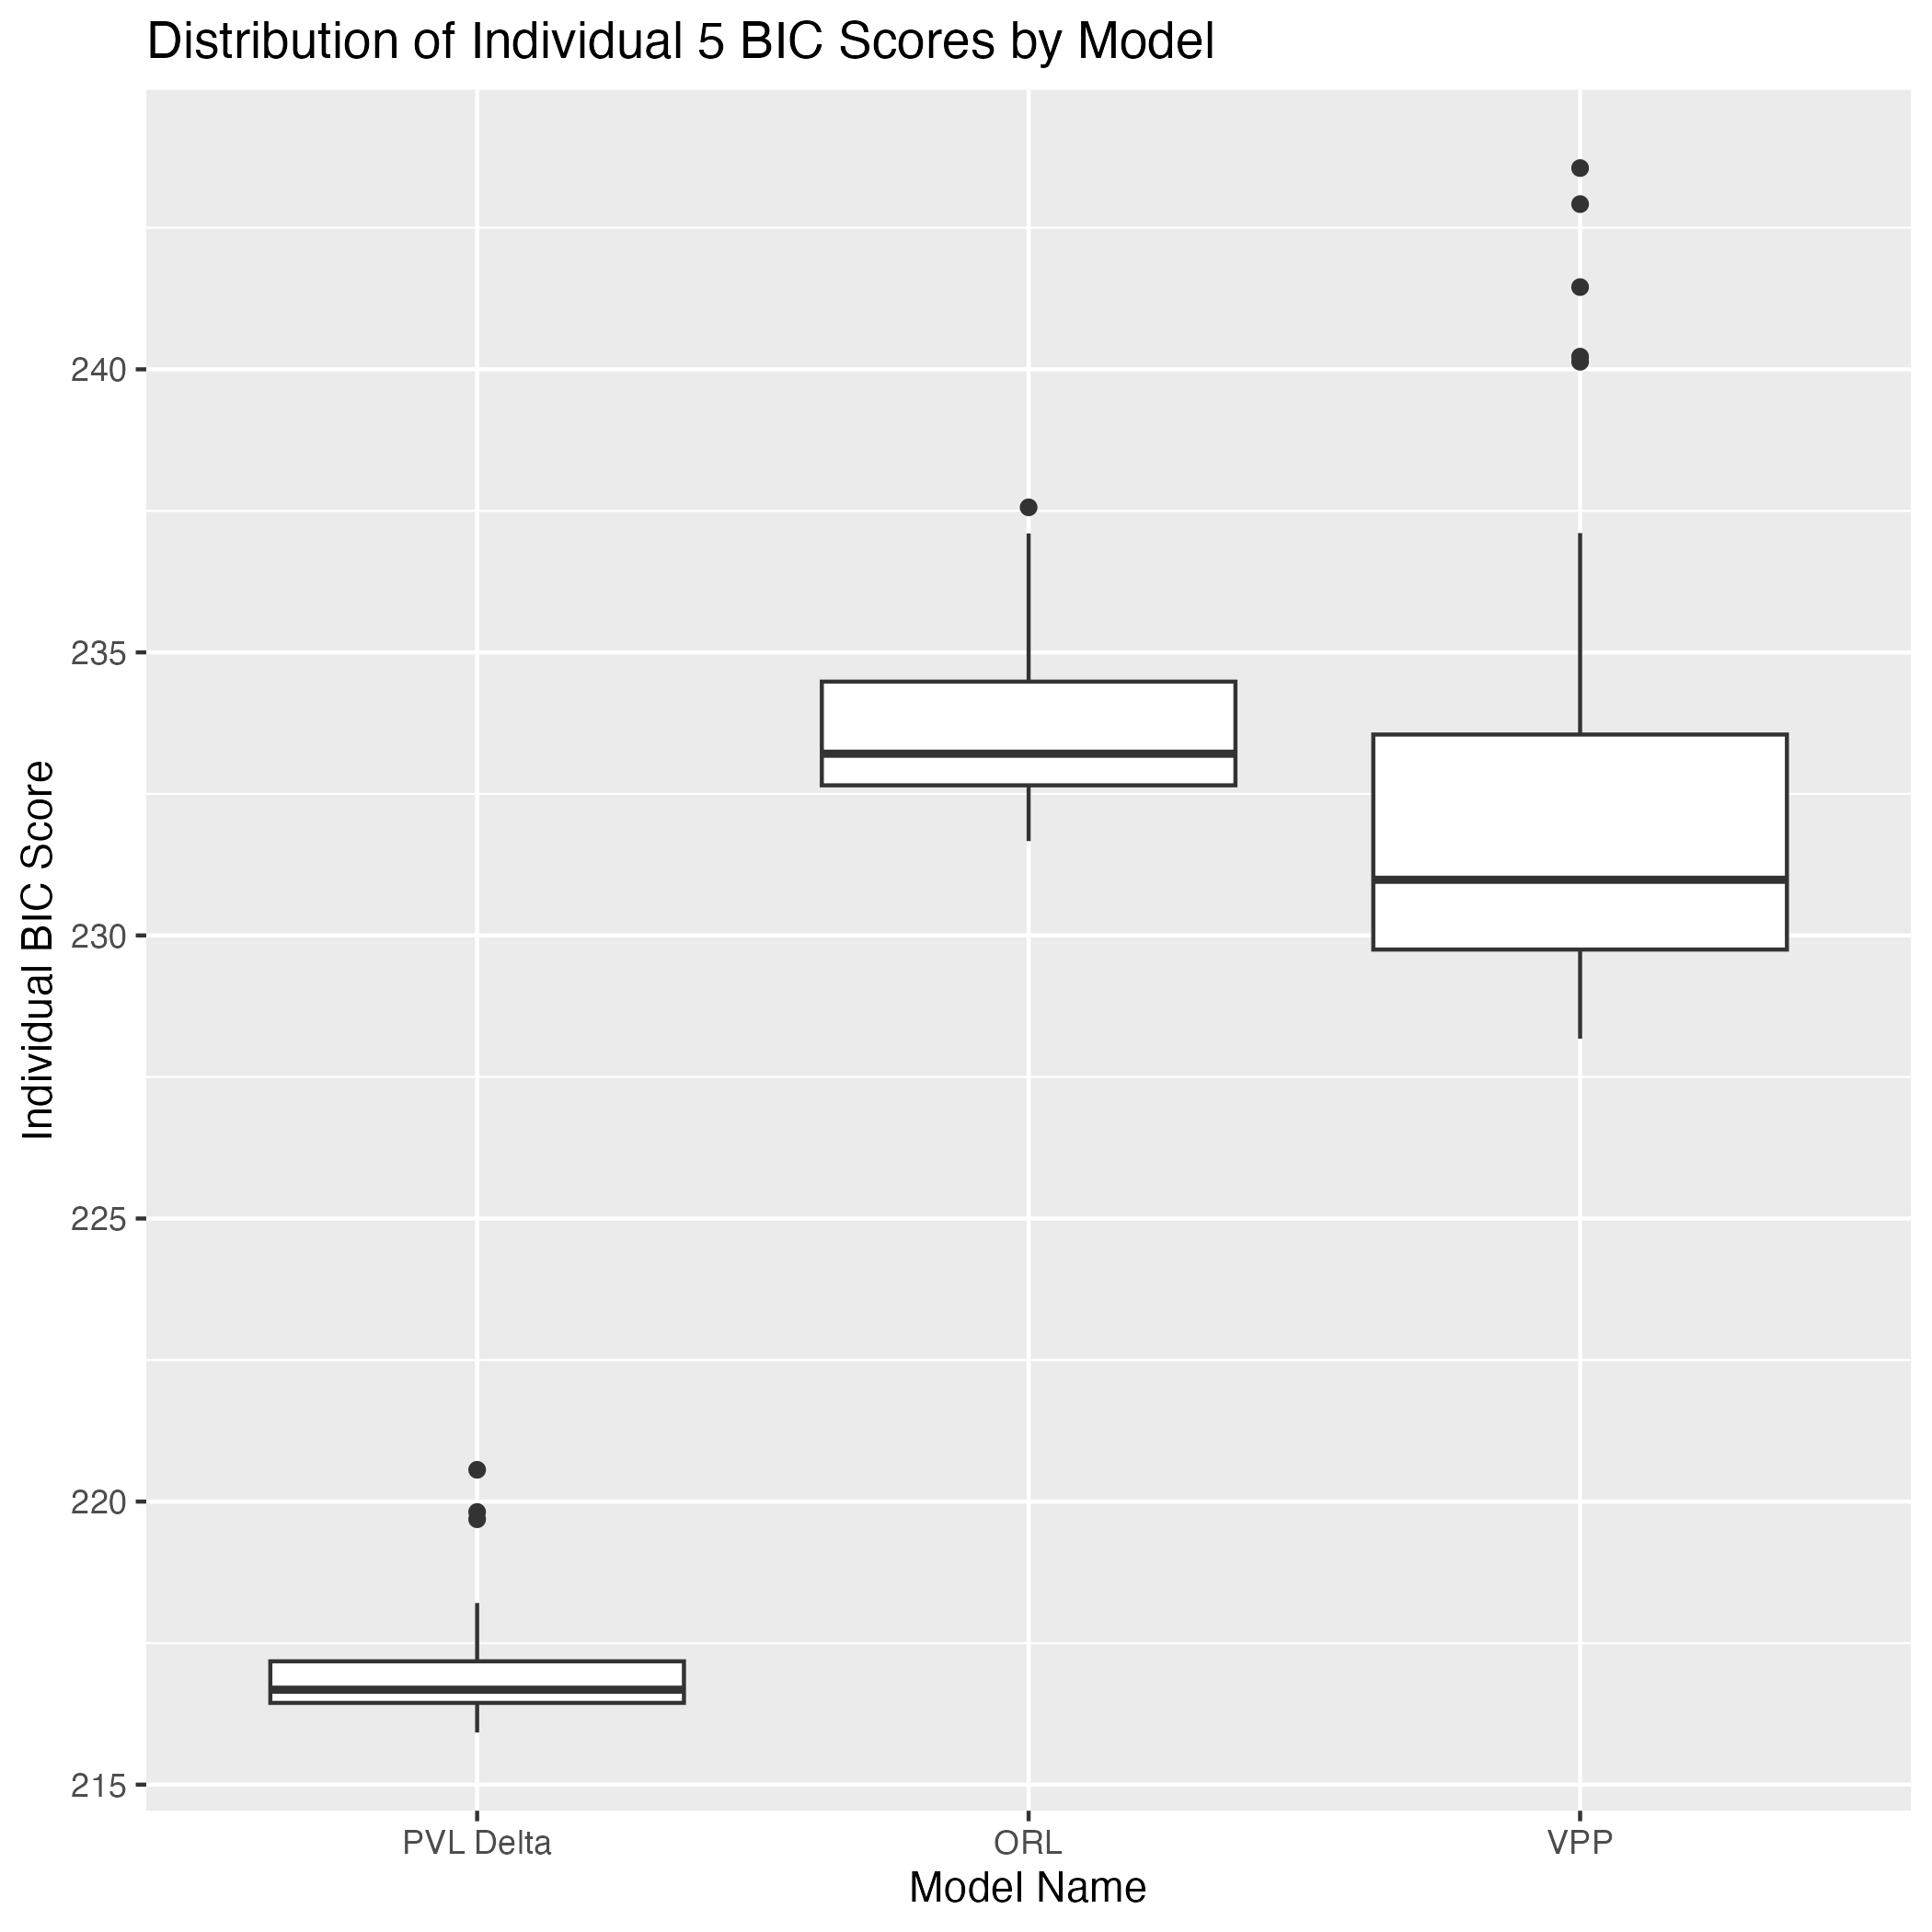 Distribution of Individual 5 BIC Scores by Model
Individual BIC Score
240
235
230
225
220
215
PVL Delta
ORL
VPP
Model Name